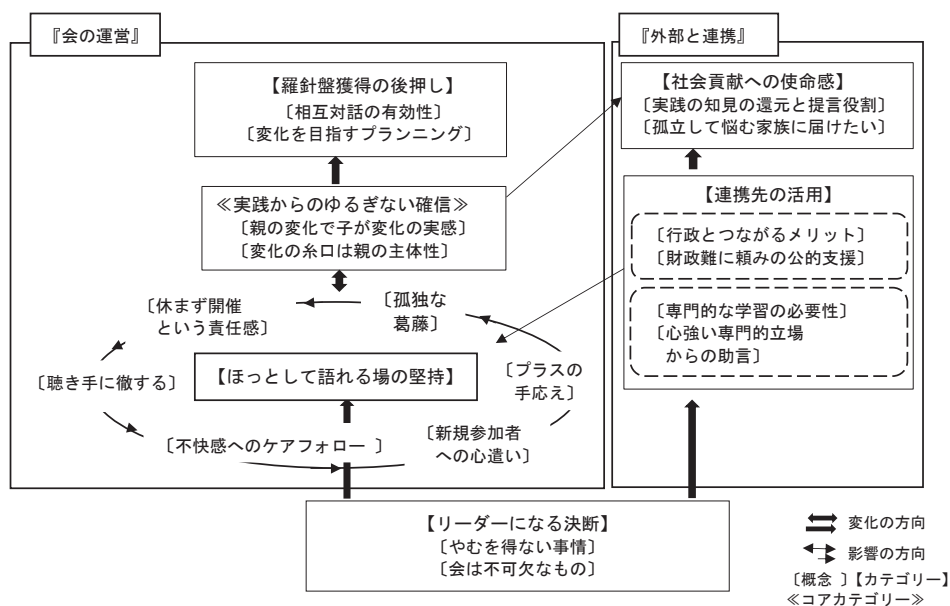 『会の運営』
【羅針盤獲得の後押し】
〔相互対話の有効性〕
〔変化を目指すプランニング〕
≪実践からのゆるぎない確信≫
〔親の変化で子が変化の実感〕
〔変化の糸口は親の主体性〕
〔休まず開催
という責任感〕
〔孤独な
葛藤〕
〔聴き手に徹する〕
【ほっとして語れる場の堅持】
〔プラスの
手応え〕
〔不快感へのケアフォロー 〕
〔新規参加者
への心遣い〕
『外部と連携』
【社会貢献への使命感】
〔実践の知見の還元と提言役割〕
〔孤立して悩む家族に届けたい〕
【連携先の活用】
〔行政とつながるメリット〕
〔財政難に頼みの公的支援〕
〔専門的な学習の必要性〕
〔心強い専門的立場
からの助言〕
【リーダーになる決断】
〔やむを得ない事情〕
〔会は不可欠なもの〕
変化の方向
影響の方向
〔概念 〕【カテゴリー】
≪コアカテゴリー≫